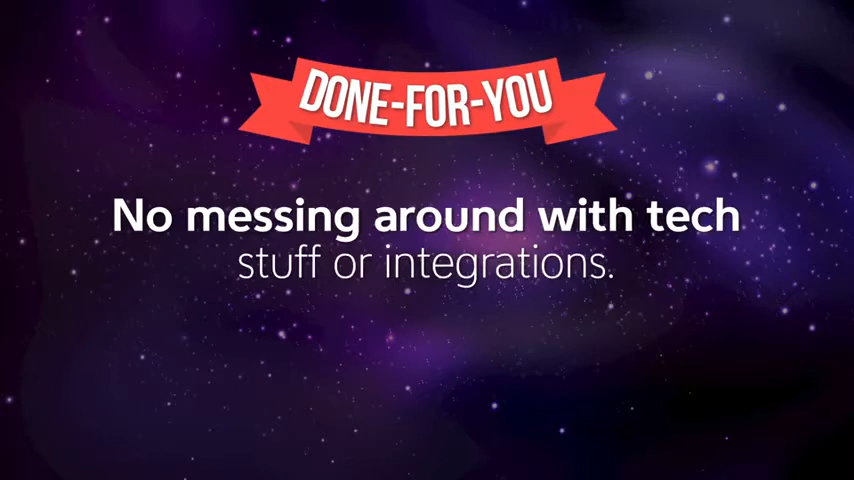 DONE-FOR-YOU
No messing around with tech
stuff or integrations.